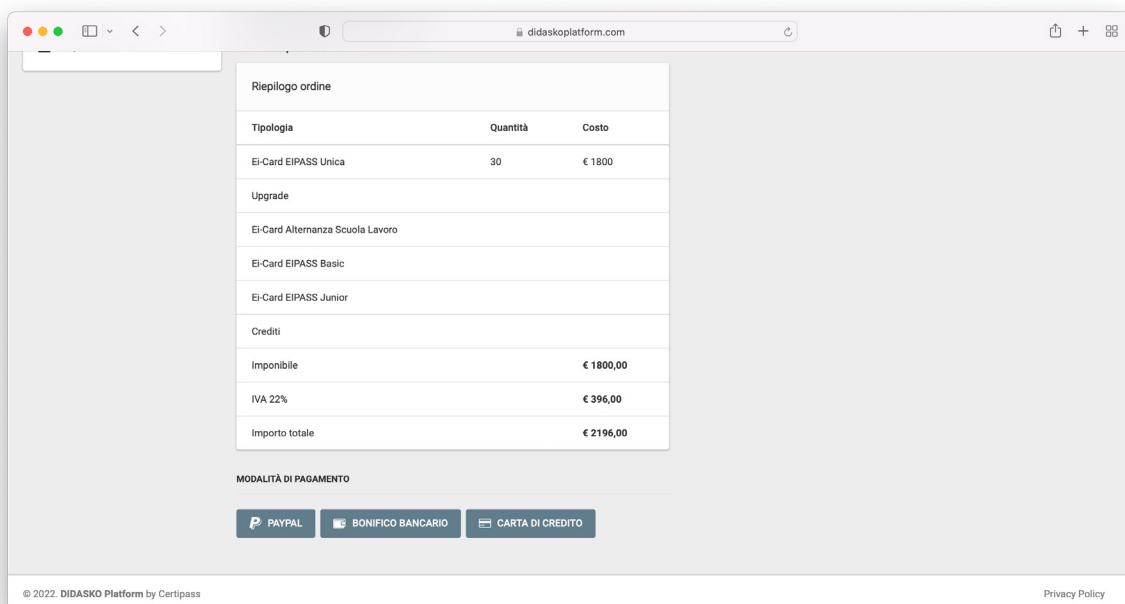 didaskoplatform.com
Riepilogo ordine
Tipologia Quantità Costo
Ei-Card EIPASS Unica 30 € 1800
Upgrade
Ei-Card Alternanza Scuola Lavoro
Ei-Card EIPASS Basic
Ei-Card EIPASS Junior
Crediti
Imponibile € 1800,00
IVA 22% € 396,00
Importo totale € 2196,00
MODALITÀ DI PAGAMENTO
PAYPAL BONIFICO BANCARIO CARTA DI CREDITO
© 2022. DIDASKO Platform by Certipass Privacy Policy